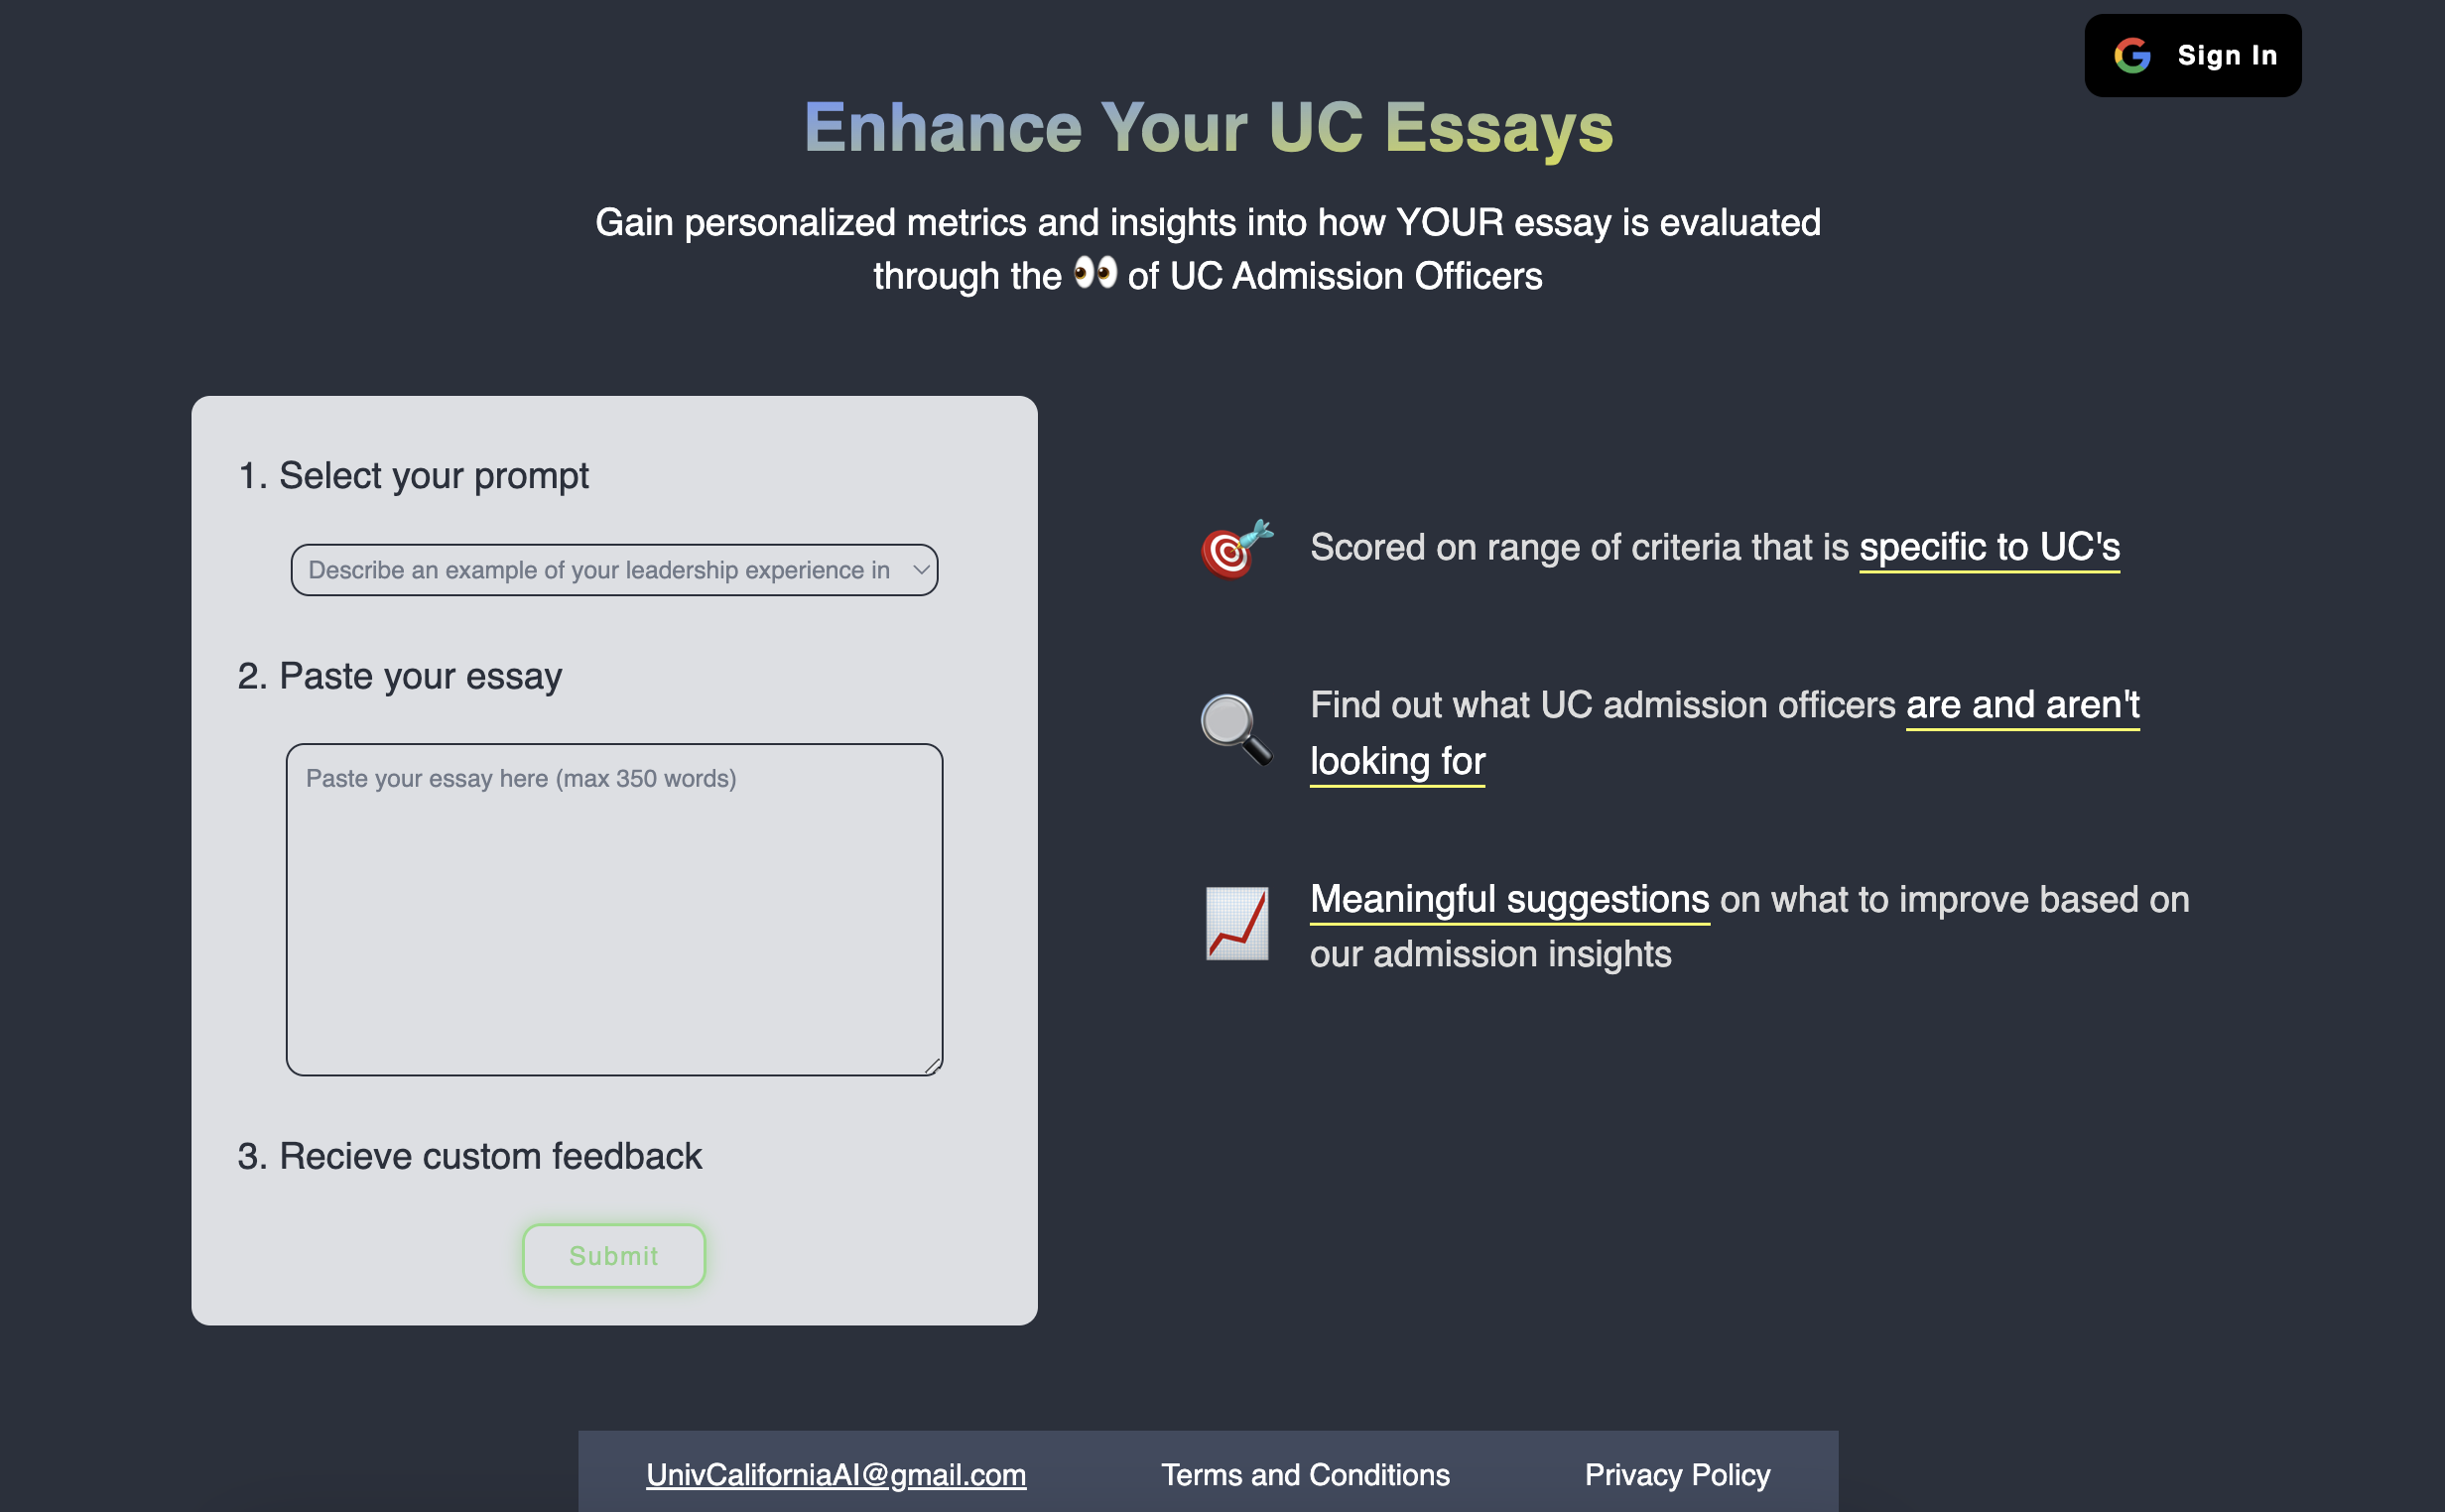 Sign In
Enhance Your UC Essays
Gain personalized metrics and insights into how YOUR essay is evaluated
through the 👀 of UC Admission Officers
1. Select your prompt
Describe an example of your leadership experience in
2. Paste your essay
Paste your essay here (max 350 words)
3. Recieve custom feedback
Submit
Scored on range of criteria that is specific to UC's
Find out what UC admission officers are and aren't
looking for
Meaningful suggestions on what to improve based on
our admission insights
UnivCaliforniaAI@gmail.com
Terms and Conditions
Privacy Policy